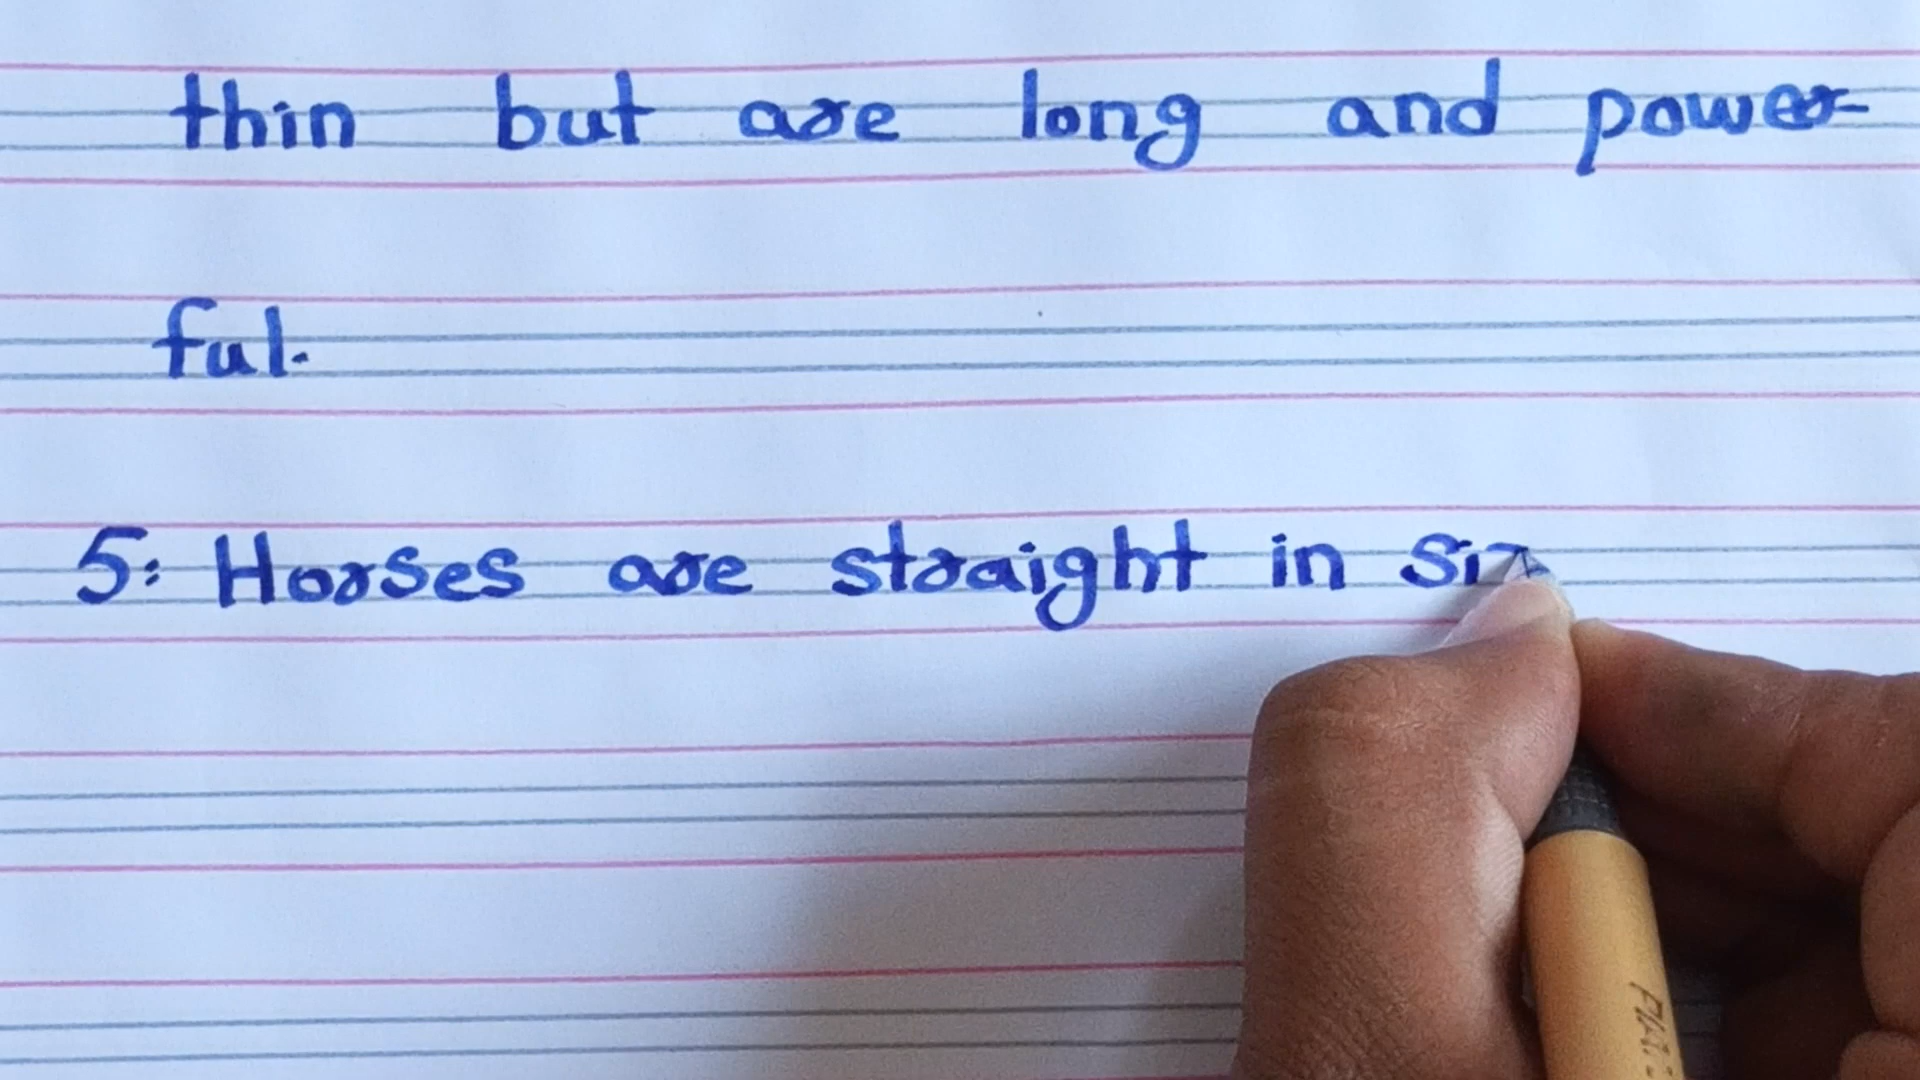 thin but are long and power-
ful.
5: Horses are straight in